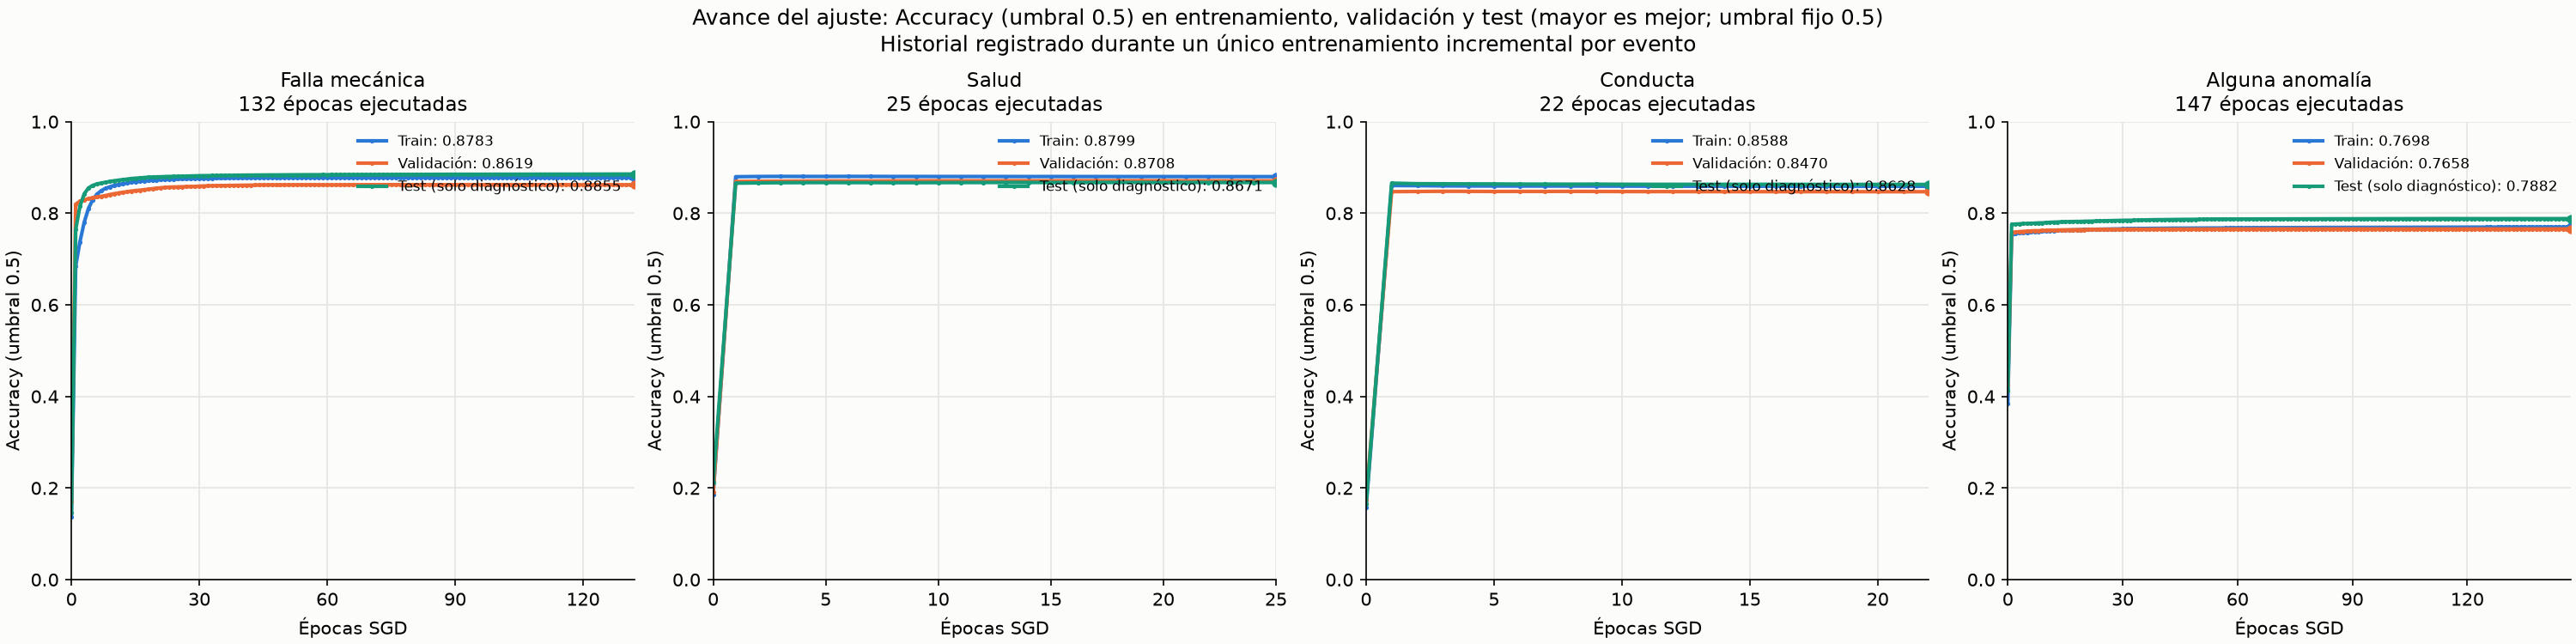 Avance del ajuste: Accuracy (umbral 0.5) en entrenamiento, validación y test (mayor es mejor; umbral fijo 0.5)
Historial registrado durante un único entrenamiento incremental por evento
Falla mecánica
132 épocas ejecutadas
Train: 0.8783
Validación: 0.8619
Test (solo diagnóstico): 0.8855
Accuracy (umbral 0.5)
1.0
0.8
0.6
0.4
0.2
0.0
0 30 60 90 120
Épocas SGD
Salud
25 épocas ejecutadas
Train: 0.8799
Validación: 0.8708
Test (solo diagnóstico): 0.8671
Accuracy (umbral 0.5)
1.0
0.8
0.6
0.4
0.2
0.0
0 5 10 15 20 25
Épocas SGD
Conducta
22 épocas ejecutadas
Train: 0.8588
Validación: 0.8470
Test (solo diagnóstico): 0.8628
Accuracy (umbral 0.5)
1.0
0.8
0.6
0.4
0.2
0.0
0 5 10 15 20
Épocas SGD
Alguna anomalía
147 épocas ejecutadas
Train: 0.7698
Validación: 0.7658
Test (solo diagnóstico): 0.7882
Accuracy (umbral 0.5)
1.0
0.8
0.6
0.4
0.2
0.0
0 30 60 90 120
Épocas SGD